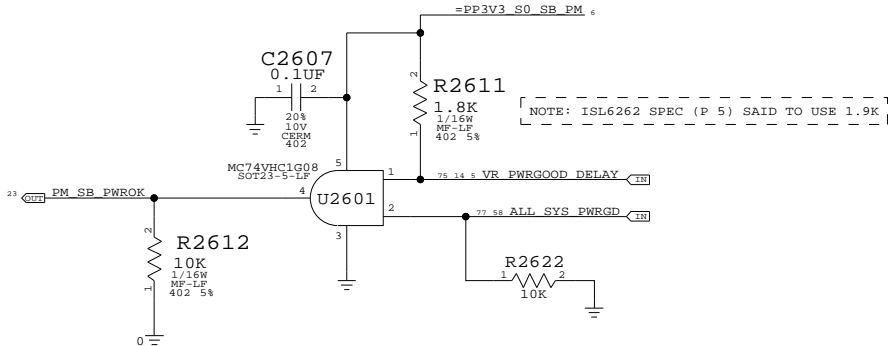 =PP3V3_S0_SB_PM 6
C2607
0.1UF
1 2
20%
10V
CERM
402
2
R2611
1.8K
1/16W
MF-LF
402 5%
1
NOTE: ISL6262 SPEC (P 5) SAID TO USE 1.9K
MC74VHC1G08
SOT23-5-LF
5
1
75 14 5 VR_PWRGOOD_DELAY IN
23 OUT PM_SB_PWROK
4
U2601
2
77 58 ALL_SYS_PWRGD IN
3
2
R2612
10K
1/16W
MF-LF
402 5%
1
R2622
1 2
10K
0